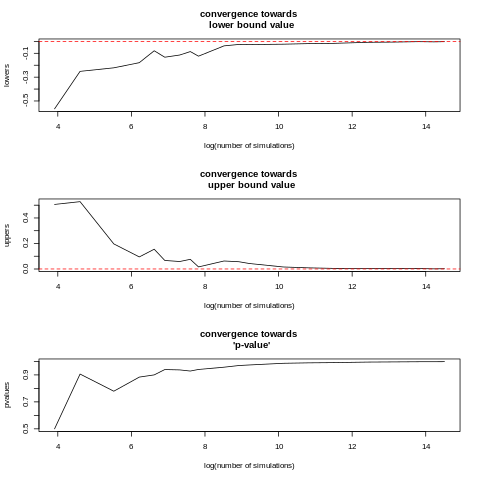 convergence towards
lower bound value
lowers
-0.1
-0.3
-0.5
4 6 8 10 12 14
log(number of simulations)
convergence towards
upper bound value
uppers
0.4
0.2
0.0
4 6 8 10 12 14
log(number of simulations)
convergence towards
'p-value'
pvalues
0.9
0.7
0.5
4 6 8 10 12 14
log(number of simulations)